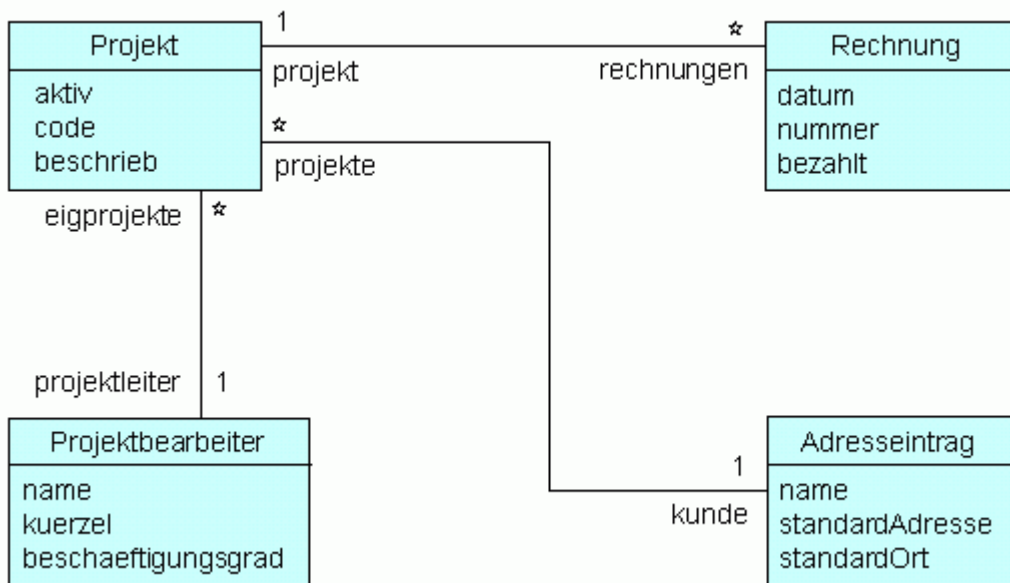 1
*
Projekt
Rechnung
projekt
rechnungen
aktiv
code
beschrieb
datum
nummer
bezahlt
*
projekte
eigprojekte
*
projektleiter
1
Projektbearbeiter
name
kuerzel
beschaeftigungsgrad
1
kunde
Adresseintrag
name
standardAdresse
standardOrt